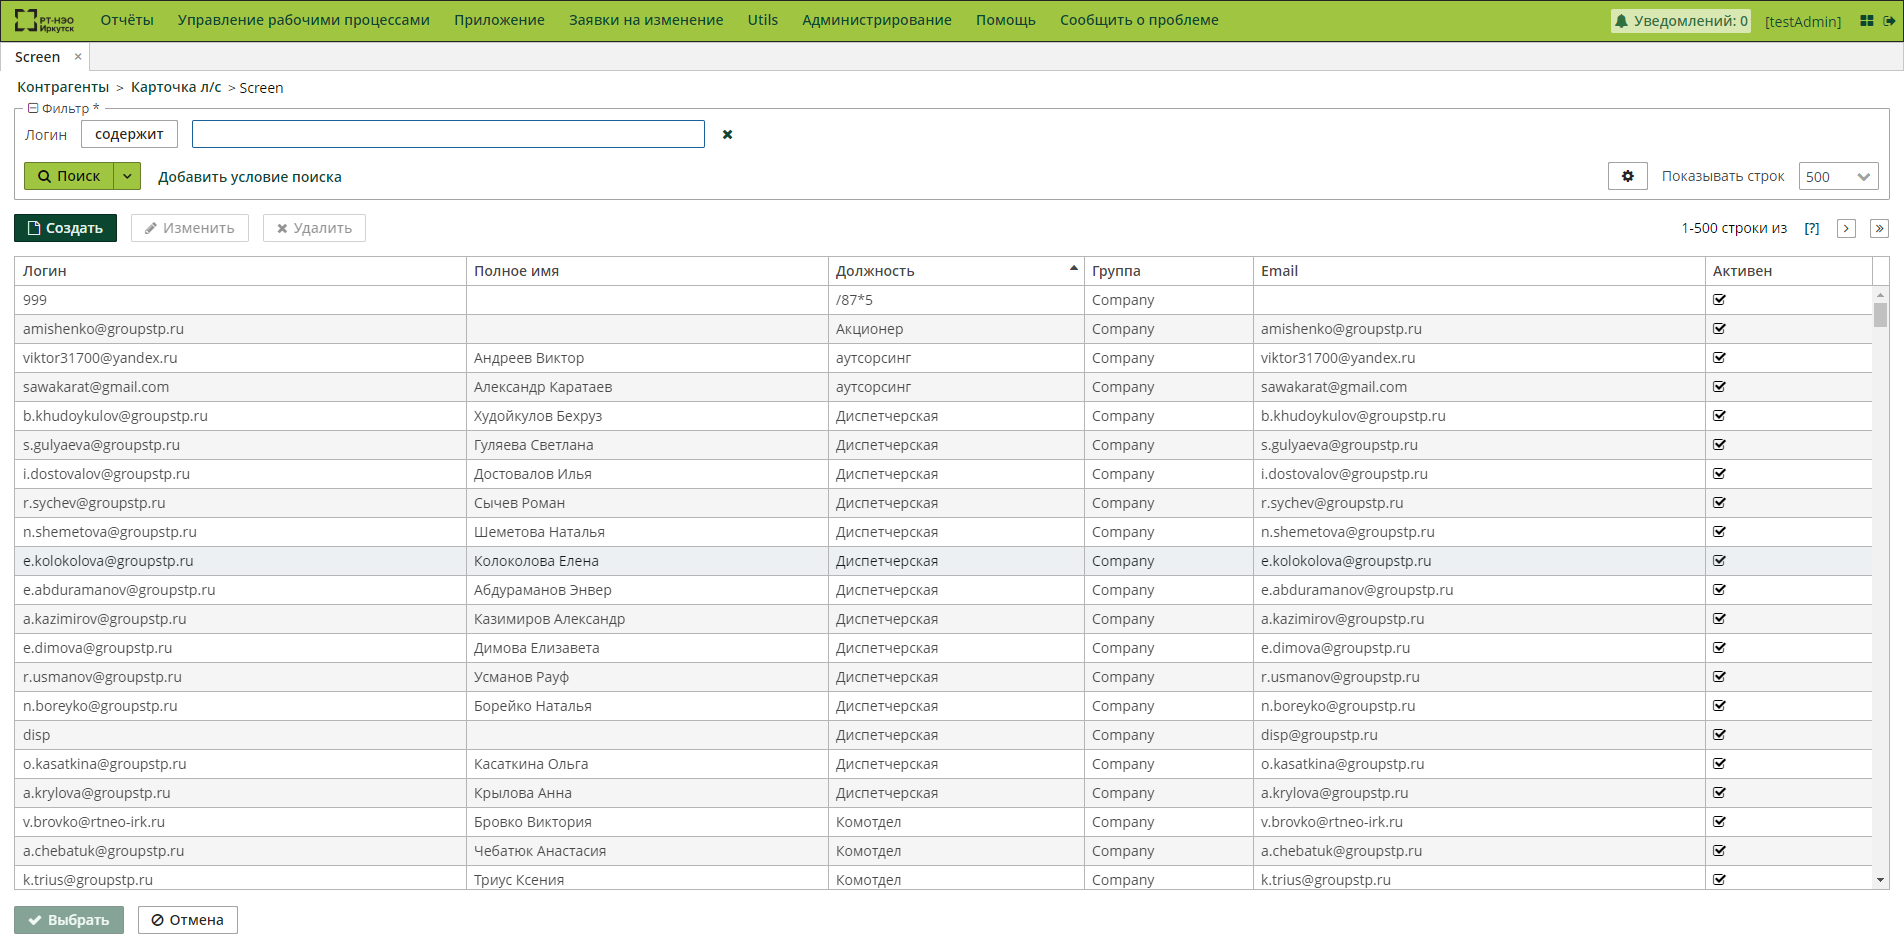 РТ-НЭО Иркутск Отчёты Управление рабочими процессами Приложение Заявки на изменение Utils Администрирование Помощь Сообщить о проблеме Уведомлений: 0 [testAdmin]
Screen ×
Контрагенты > Карточка л/с > Screen
Фильтр *
Логин содержит
Поиск Добавить условие поиска Показывать строк 500
Создать Изменить Удалить 1-500 строки из [?]
Логин Полное имя Должность Группа Email Активен
999 /87*5 Company
amishenko@groupstp.ru Акционер Company amishenko@groupstp.ru
viktor31700@yandex.ru Андреев Виктор аутсорсинг Company viktor31700@yandex.ru
sawakarat@gmail.com Александр Каратаев аутсорсинг Company sawakarat@gmail.com
b.khudoykulov@groupstp.ru Худойкулов Бехруз Диспетчерская Company b.khudoykulov@groupstp.ru
s.gulyaeva@groupstp.ru Гуляева Светлана Диспетчерская Company s.gulyaeva@groupstp.ru
i.dostovalov@groupstp.ru Достовалов Илья Диспетчерская Company i.dostovalov@groupstp.ru
r.sychev@groupstp.ru Сычев Роман Диспетчерская Company r.sychev@groupstp.ru
n.shemetova@groupstp.ru Шеметова Наталья Диспетчерская Company n.shemetova@groupstp.ru
e.kolokolova@groupstp.ru Колоколова Елена Диспетчерская Company e.kolokolova@groupstp.ru
e.abduramanov@groupstp.ru Абдураманов Энвер Диспетчерская Company e.abduramanov@groupstp.ru
a.kazimirov@groupstp.ru Казимиров Александр Диспетчерская Company a.kazimirov@groupstp.ru
e.dimova@groupstp.ru Димова Елизавета Диспетчерская Company e.dimova@groupstp.ru
r.usmanov@groupstp.ru Усманов Рауф Диспетчерская Company r.usmanov@groupstp.ru
n.boreyko@groupstp.ru Борейко Наталья Диспетчерская Company n.boreyko@groupstp.ru
disp Диспетчерская Company disp@groupstp.ru
o.kasatkina@groupstp.ru Касаткина Ольга Диспетчерская Company o.kasatkina@groupstp.ru
a.krylova@groupstp.ru Крылова Анна Диспетчерская Company a.krylova@groupstp.ru
v.brovko@rtneo-irk.ru Бровко Виктория Комотдел Company v.brovko@rtneo-irk.ru
a.chebatuk@groupstp.ru Чебатюк Анастасия Комотдел Company a.chebatuk@groupstp.ru
k.trius@groupstp.ru Триус Ксения Комотдел Company k.trius@groupstp.ru
Выбрать Отмена